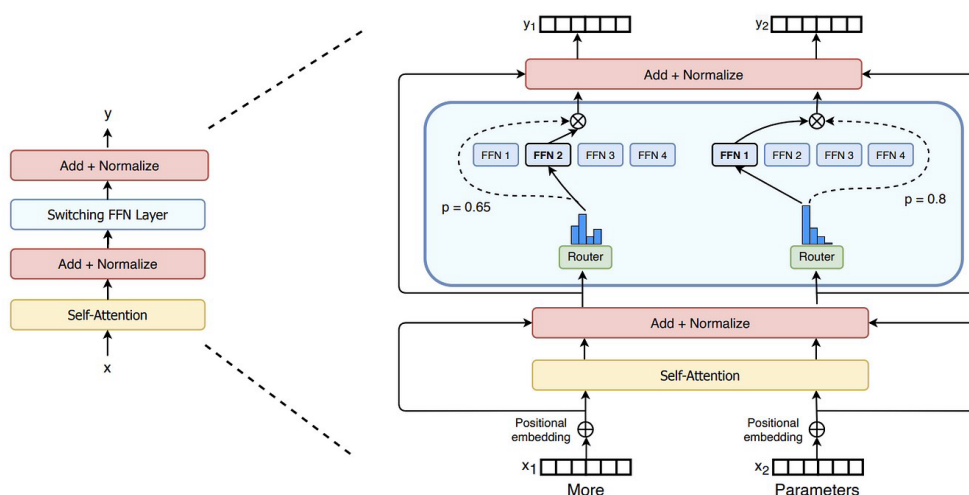 y
Add + Normalize
Switching FFN Layer
Add + Normalize
Self-Attention
x
y1
y2
Add + Normalize
FFN 1 FFN 2 FFN 3 FFN 4
FFN 1 FFN 2 FFN 3 FFN 4
p = 0.65
p = 0.8
Router
Router
Add + Normalize
Self-Attention
Positional
embedding
Positional
embedding
x1
x2
More
Parameters